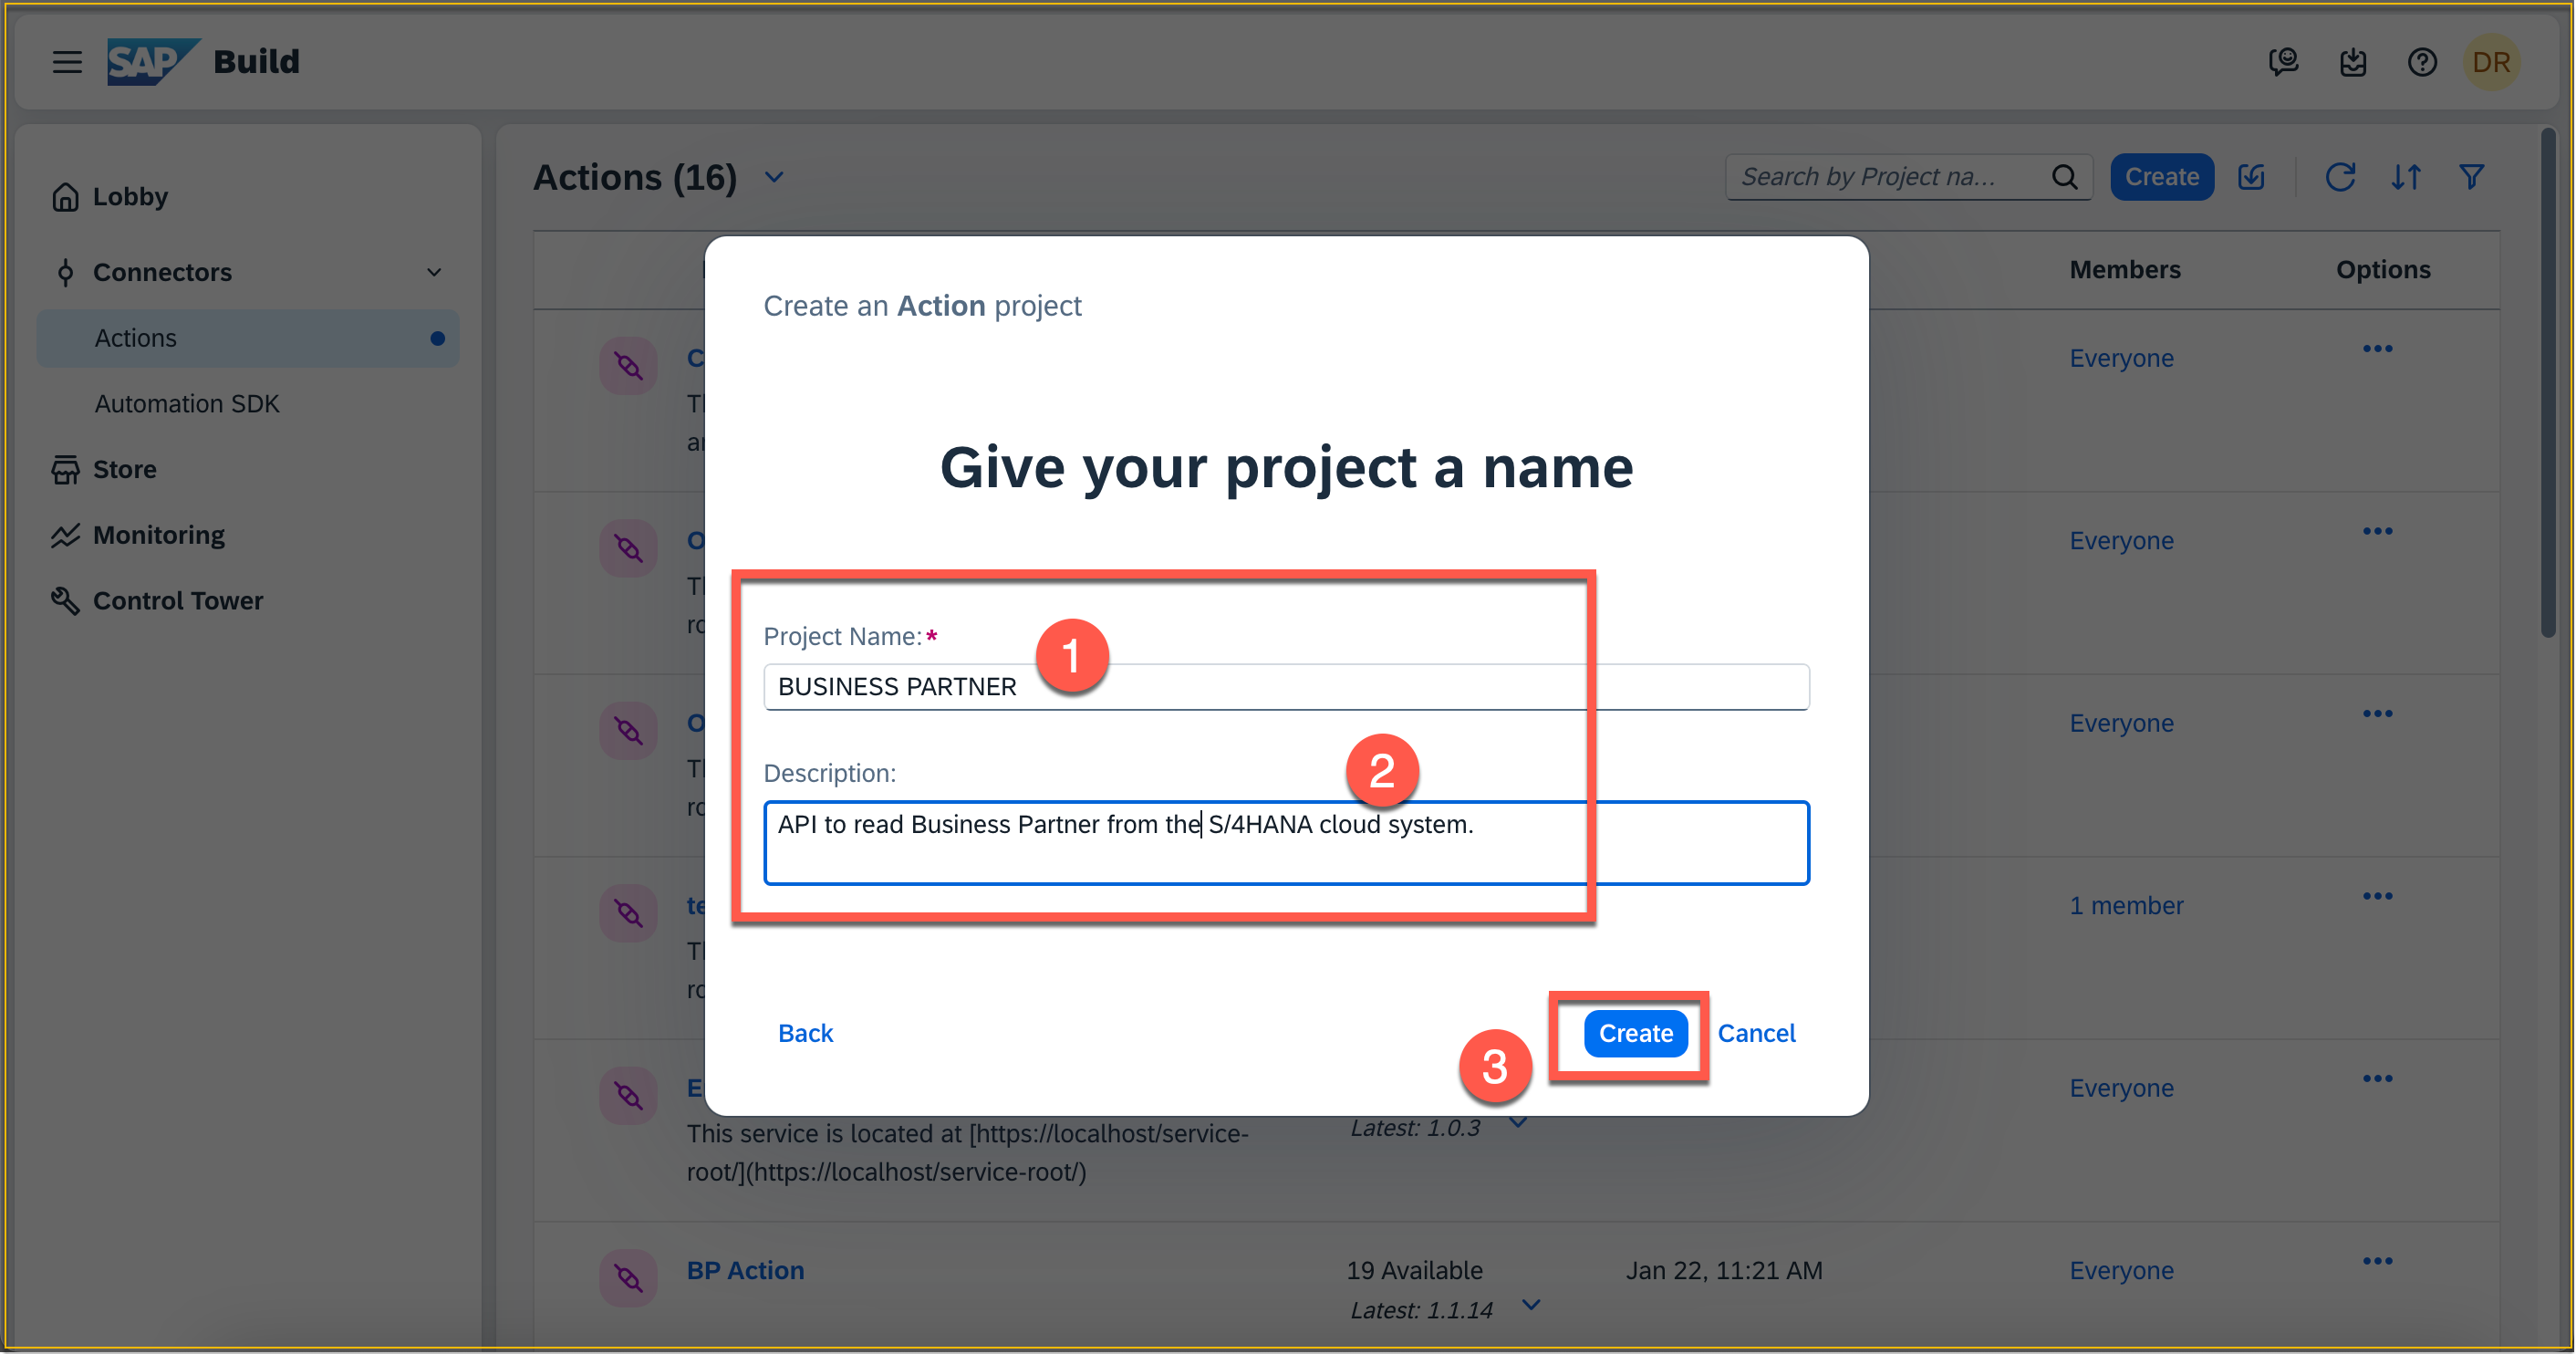 SAP Build
DR
Lobby
Connectors
Actions
Automation SDK
Store
Monitoring
Control Tower
Actions (16)
Search by Project na...
Create
Members
Options
Everyone
Everyone
Everyone
1 member
Everyone
Create an Action project
Give your project a name
Project Name:*
1
BUSINESS PARTNER
Description:
2
API to read Business Partner from the S/4HANA cloud system.
Back
3
Create
Cancel
This service is located at [https://localhost/service-
root/](https://localhost/service-root/)
Latest: 1.0.3
BP Action
19 Available
Jan 22, 11:21 AM
Everyone
Latest: 1.1.14